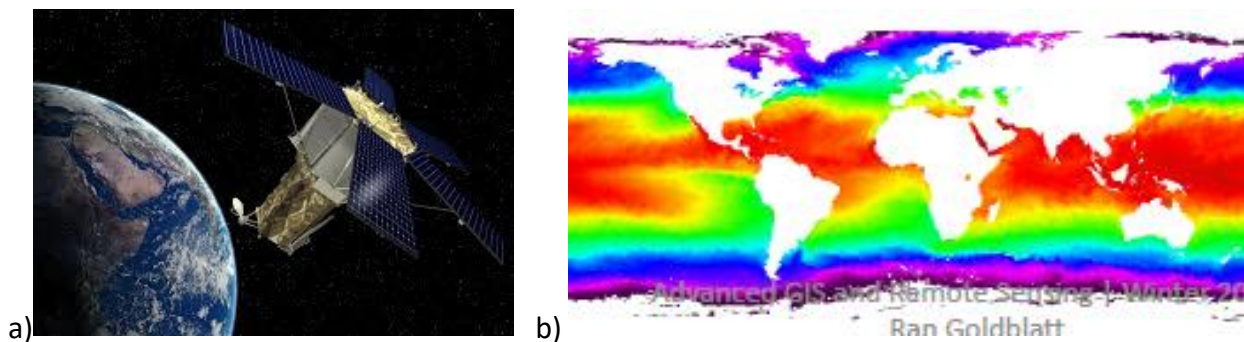 a)
b)
Advanced GIS and Remote Sensing | Winter 20
Ran Goldblatt